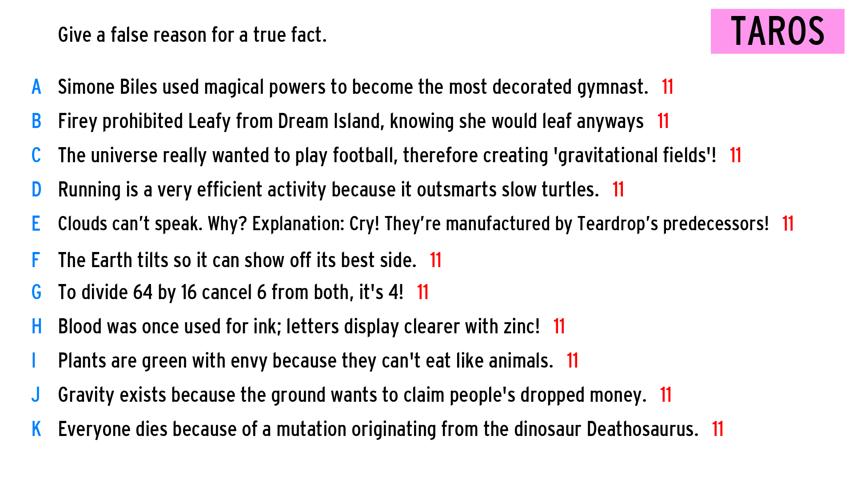 Give a false reason for a true fact.
TAROS
A Simone Biles used magical powers to become the most decorated gymnast. 11
B Firey prohibited Leafy from Dream Island, knowing she would leaf anyways 11
C The universe really wanted to play football, therefore creating 'gravitational fields'! 11
D Running is a very efficient activity because it outsmarts slow turtles. 11
E Clouds can’t speak. Why? Explanation: Cry! They’re manufactured by Teardrop’s predecessors! 11
F The Earth tilts so it can show off its best side. 11
G To divide 64 by 16 cancel 6 from both, it's 4! 11
H Blood was once used for ink; letters display clearer with zinc! 11
I Plants are green with envy because they can't eat like animals. 11
J Gravity exists because the ground wants to claim people's dropped money. 11
K Everyone dies because of a mutation originating from the dinosaur Deathosaurus. 11